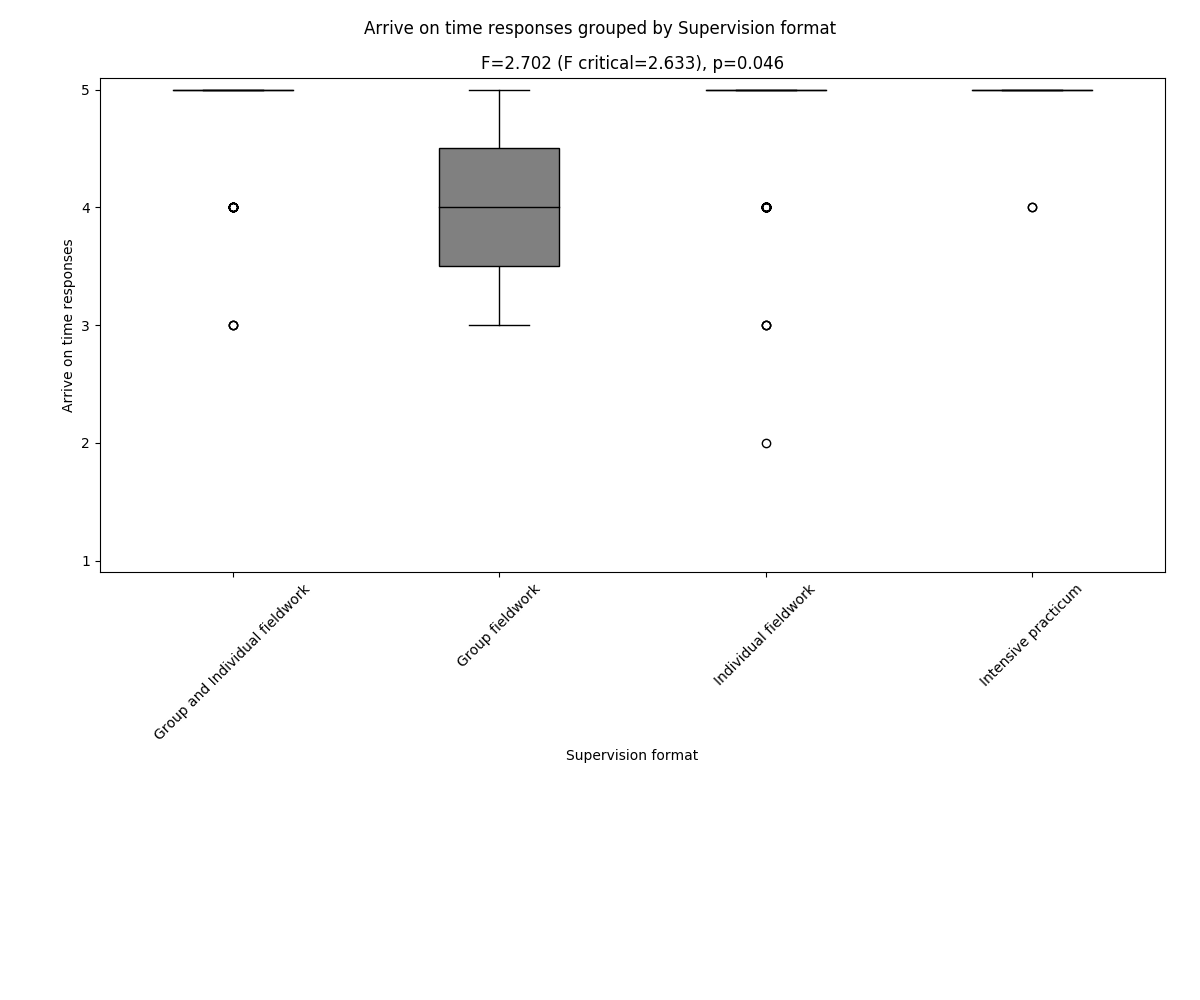 Arrive on time responses grouped by Supervision format
F=2.702 (F critical=2.633), p=0.046
5
4
3
2
1
Arrive on time responses
Group and Individual fieldwork
Group fieldwork
Individual fieldwork
Intensive practicum
Supervision format